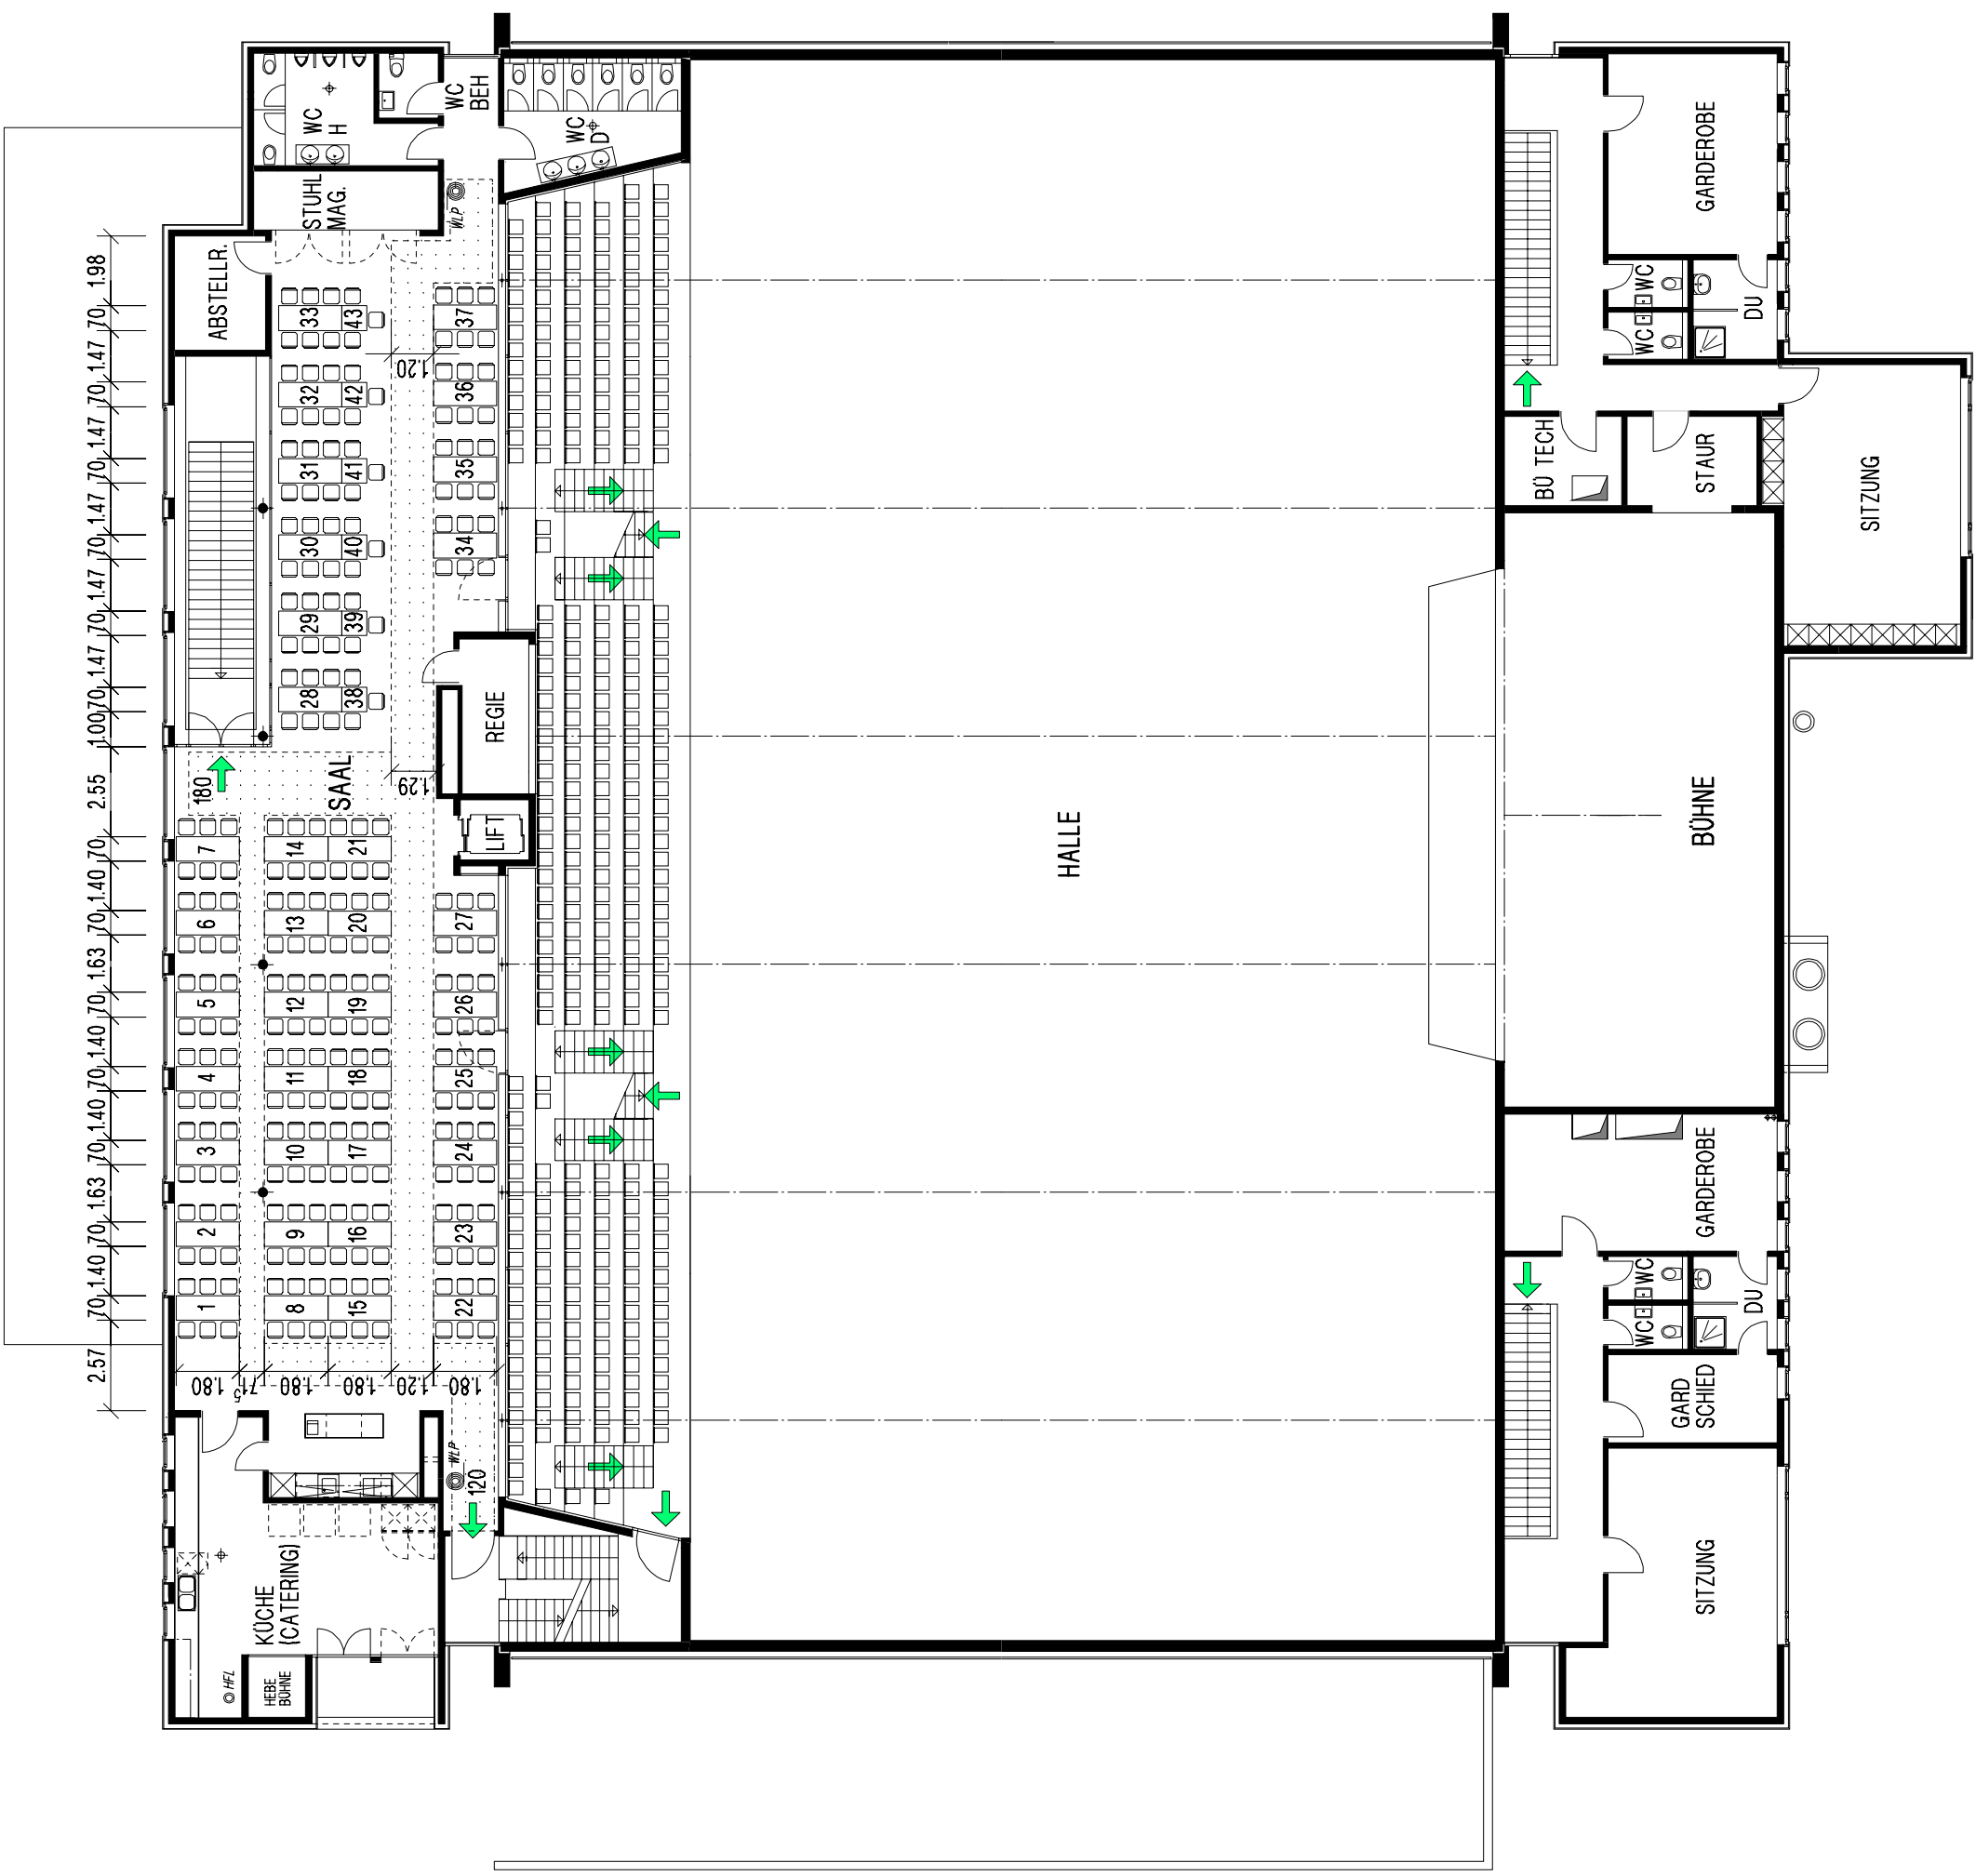 WC
H
WC
BEH
WC
D
STUHL
MAG.
WLP
ABSTELLR.
1.98
70
1.47
70
1.47
70
1.47
70
1.47
70
1.47
70
100
2.55
70
1.40
70
1.63
70
1.40
70
1.40
70
1.63
70
1.40
70
2.57
33
43
37
1.20
32
42
36
31
41
35
30
40
34
29
39
28
38
REGIE
SAAL
180
1.29
LIFT
7
14
21
6
13
20
27
5
12
19
26
4
11
18
25
3
10
17
24
2
9
16
23
1
8
15
22
1.80
71⁵
1.80
1.80
1.20
1.80
WLP
120
KÜCHE
(CATERING)
HFL
HEBE
BÜHNE
HALLE
BÜHNE
GARDEROBE
WC
WC
DU
BÜ TECH
STAUR
SITZUNG
GARDEROBE
WC
WC
DU
GARD
SCHIED
SITZUNG